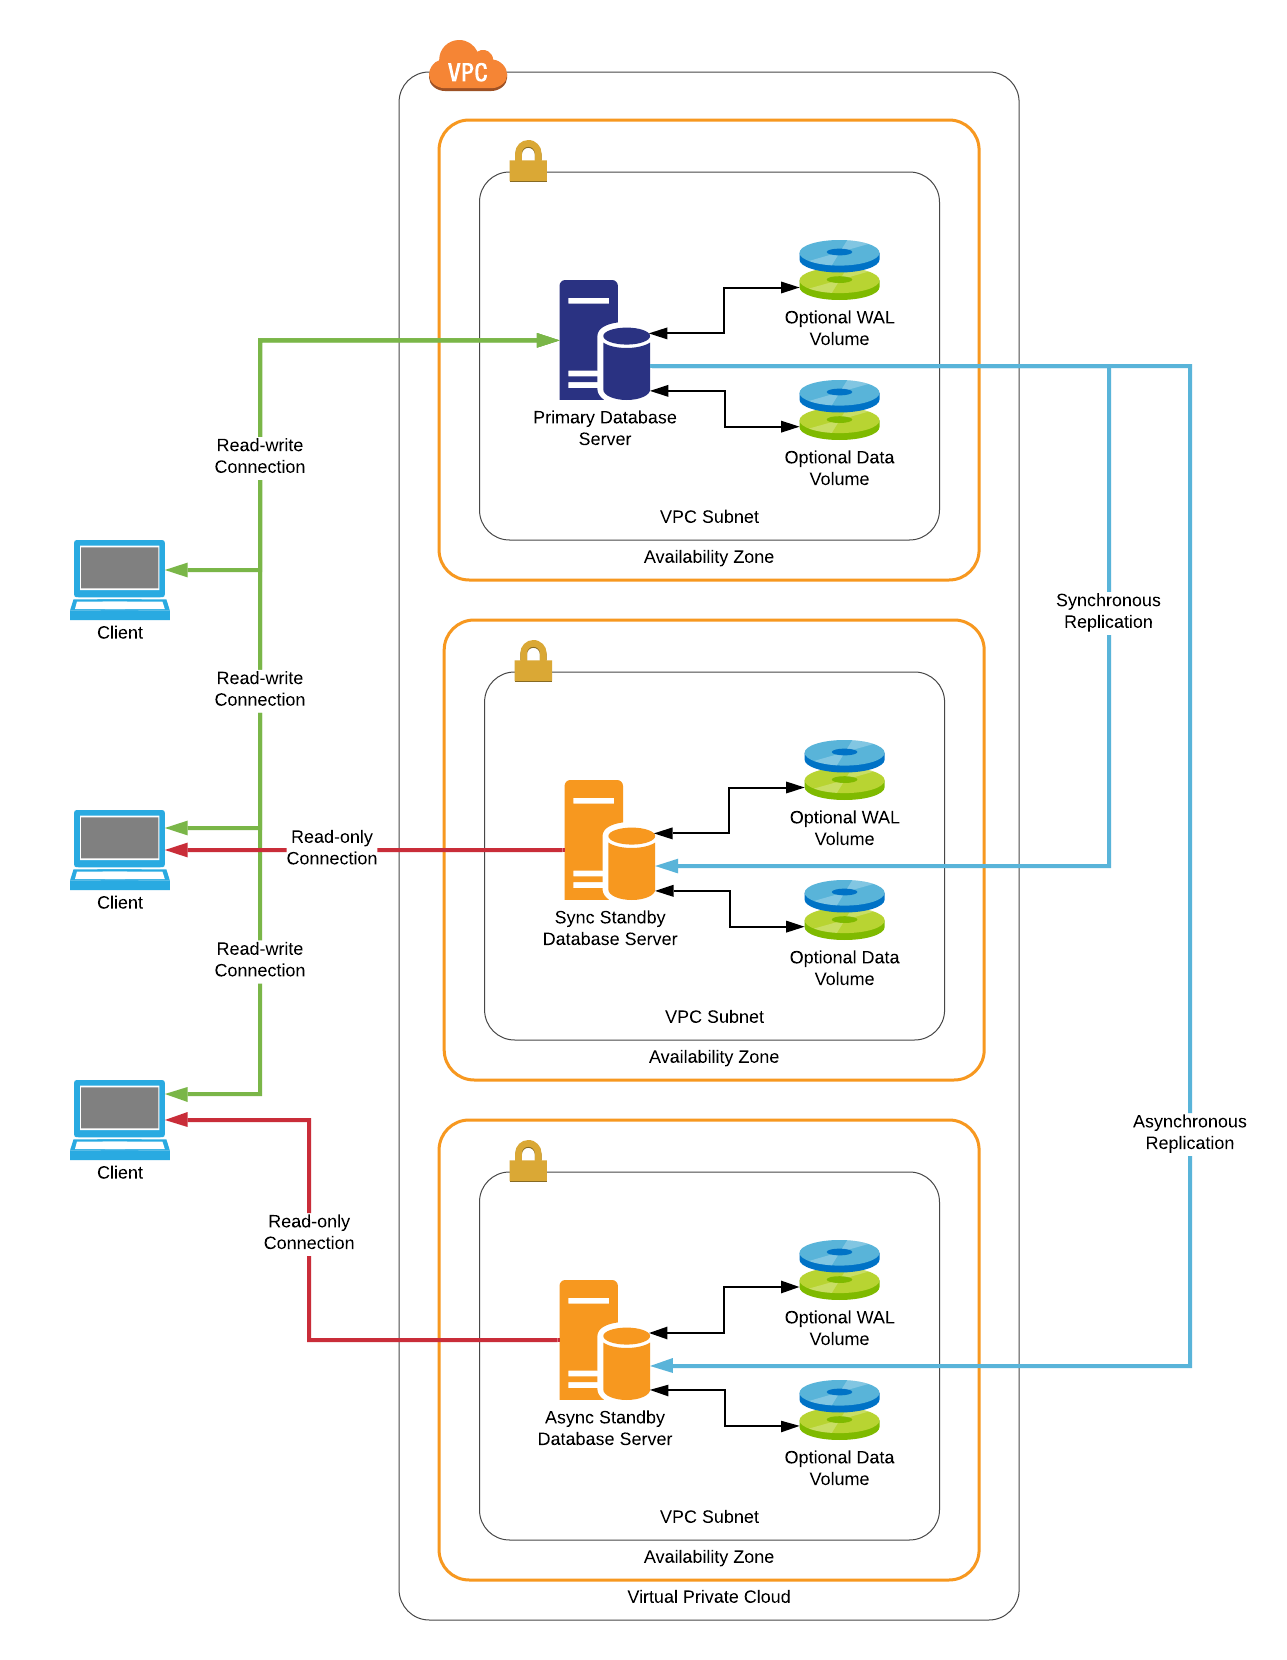 VPC
Optional WAL
Volume
Primary Database
Server
Optional Data
Volume
Read-write
Connection
VPC Subnet
Availability Zone
Client
Synchronous
Replication
Read-write
Connection
Optional WAL
Volume
Read-only
Connection
Client
Sync Standby
Database Server
Optional Data
Volume
Read-write
Connection
VPC Subnet
Availability Zone
Asynchronous
Replication
Client
Read-only
Connection
Optional WAL
Volume
Async Standby
Database Server
Optional Data
Volume
VPC Subnet
Availability Zone
Virtual Private Cloud